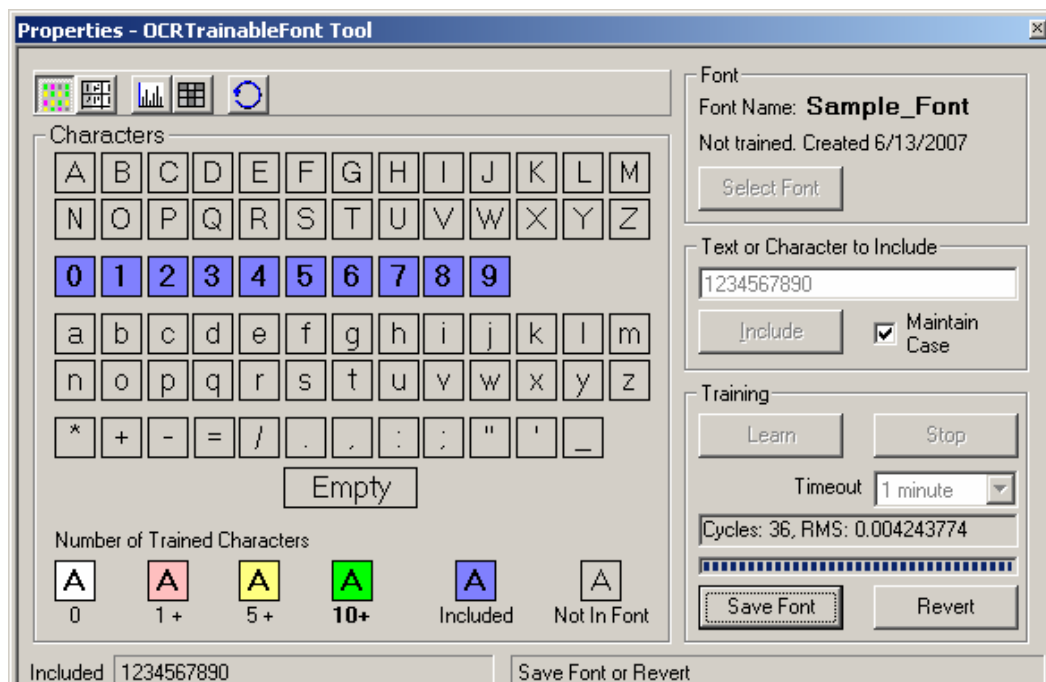 Properties - OCRTrainableFont Tool
Characters
A B C D E F G H I J K L M
N O P Q R S T U V W X Y Z
0 1 2 3 4 5 6 7 8 9
a b c d e f g h i j k l m
n o p q r s t u v w x y z
* + - = / . , : ; " ' _
Empty
Number of Trained Characters
A A A A A A
0 1 + 5 + 10+ Included Not In Font
Font
Font Name: Sample_Font
Not trained. Created 6/13/2007
Select Font
Text or Character to Include
1234567890
Include Maintain
Case
Training
Learn Stop
Timeout 1 minute
Cycles: 36, RMS: 0.004243774
Save Font Revert
Included 1234567890 Save Font or Revert